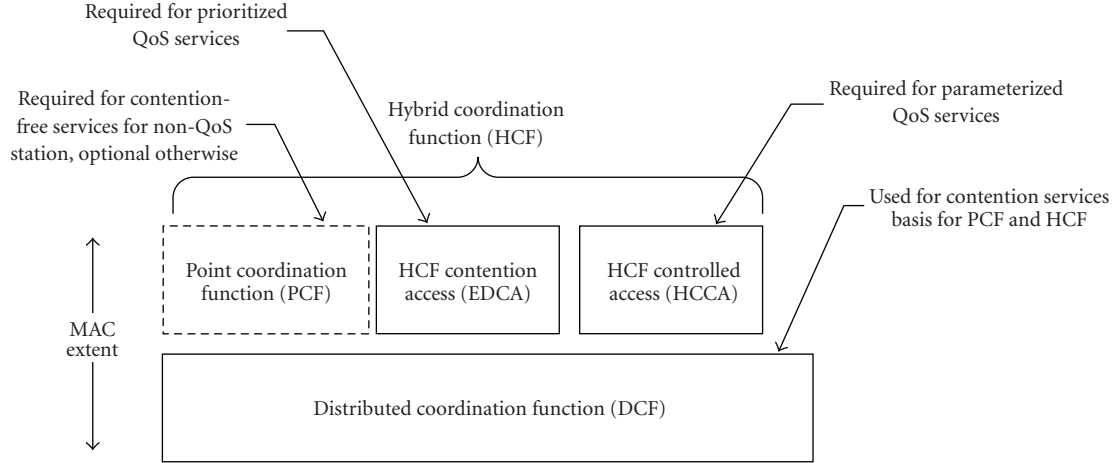 Required for prioritized
QoS services
Required for contention-
free services for non-QoS
station, optional otherwise
Hybrid coordination
function (HCF)
Required for parameterized
QoS services
Used for contention services
basis for PCF and HCF
Point coordination
function (PCF)
HCF contention
access (EDCA)
HCF controlled
access (HCCA)
MAC
extent
Distributed coordination function (DCF)